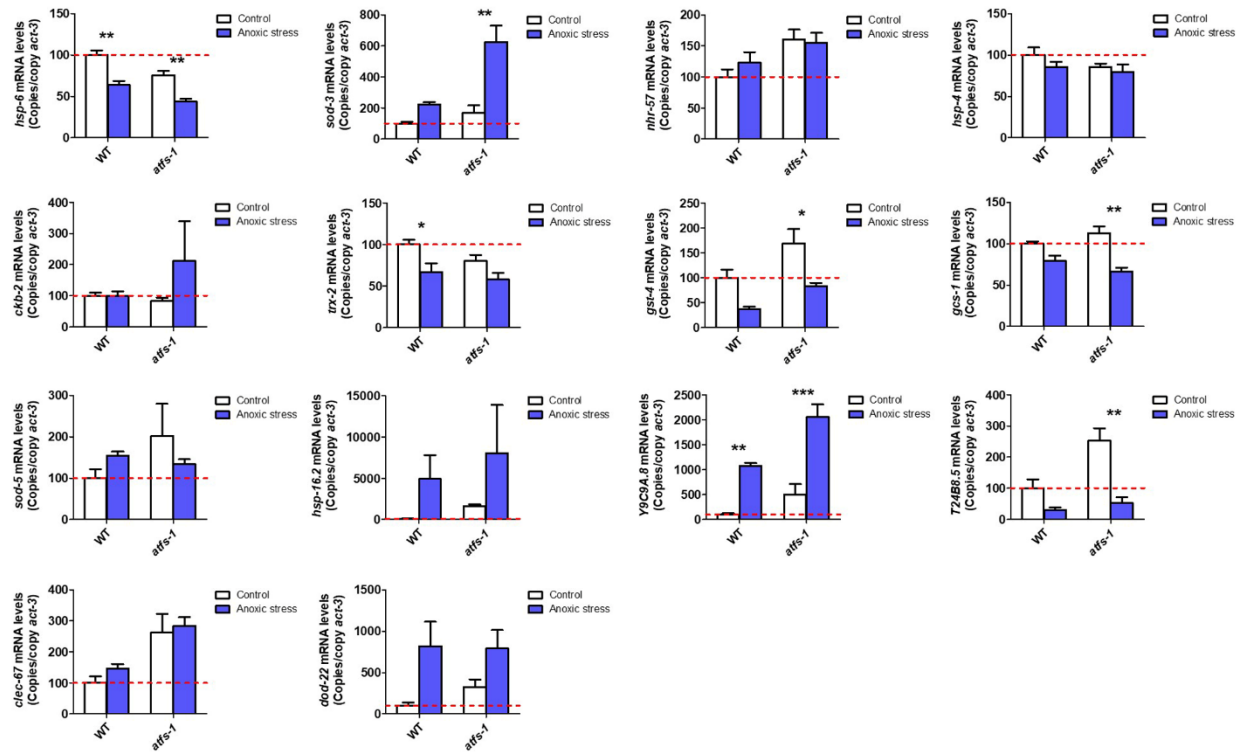 hsp-6 mRNA levels
(Copies/copy act-3)
150
100
50
0
**
**
WT
atfs-1
Control
Anoxic stress
sod-3 mRNA levels
(Copies/copy act-3)
800
600
400
200
0
**
WT
atfs-1
Control
Anoxic stress
nhr-57 mRNA levels
(Copies/copy act-3)
200
150
100
50
0
WT
atfs-1
Control
Anoxic stress
hsp-4 mRNA levels
(Copies/copy act-3)
150
100
50
0
WT
atfs-1
Control
Anoxic stress
ckb-2 mRNA levels
(Copies/copy act-3)
400
300
200
100
0
WT
atfs-1
Control
Anoxic stress
trx-2 mRNA levels
(Copies/copy act-3)
150
100
50
0
*
WT
atfs-1
Control
Anoxic stress
gst-4 mRNA levels
(Copies/copy act-3)
250
200
150
100
50
0
*
WT
atfs-1
Control
Anoxic stress
gcs-1 mRNA levels
(Copies/copy act-3)
150
100
50
0
**
WT
atfs-1
Control
Anoxic stress
sod-5 mRNA levels
(Copies/copy act-3)
300
200
100
0
WT
atfs-1
Control
Anoxic stress
hsp-16.2 mRNA levels
(Copies/copy act-3)
15000
10000
5000
0
WT
atfs-1
Control
Anoxic stress
Y9C9A.8 mRNA levels
(Copies/copy act-3)
2500
2000
1500
1000
500
0
**
***
WT
atfs-1
Control
Anoxic stress
T24B8.5 mRNA levels
(Copies/copy act-3)
400
300
200
100
0
**
WT
atfs-1
Control
Anoxic stress
clec-67 mRNA levels
(Copies/copy act-3)
400
300
200
100
0
WT
atfs-1
Control
Anoxic stress
dod-22 mRNA levels
(Copies/copy act-3)
1500
1000
500
0
WT
atfs-1
Control
Anoxic stress